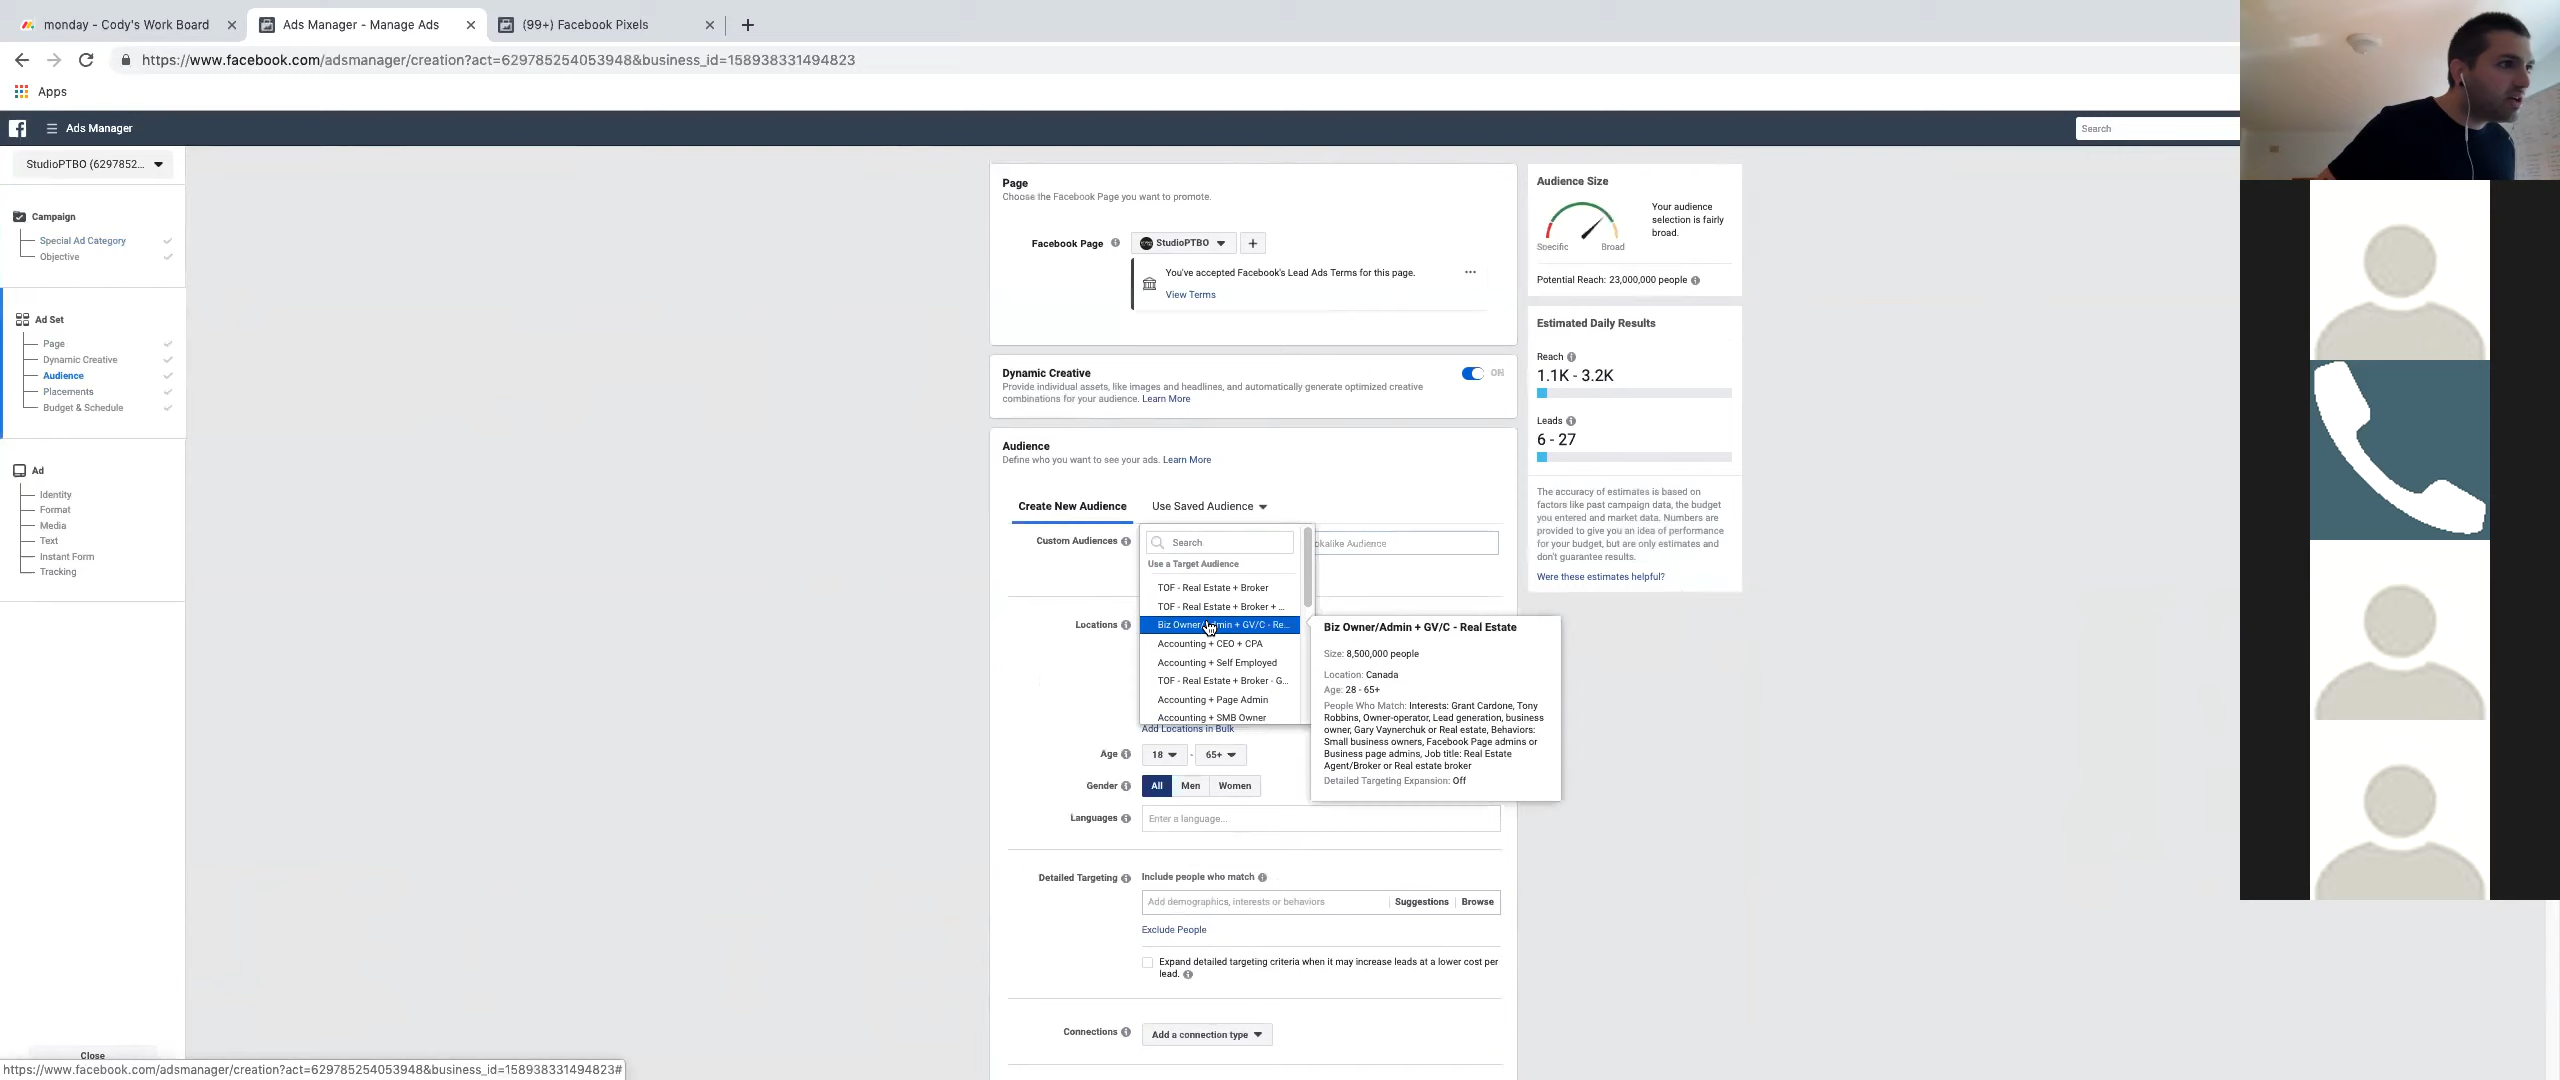 monday - Cody's Work Board
Ads Manager - Manage Ads
(99+) Facebook Pixels
https://www.facebook.com/adsmanager/creation?act=629785254053948&business_id=158938331494823
Apps
Ads Manager
Search
StudioPTBO (6297852...
Campaign
Special Ad Category
Objective
Ad Set
Page
Dynamic Creative
Audience
Placements
Budget & Schedule
Ad
Identity
Format
Media
Text
Instant Form
Tracking
Close
Page
Choose the Facebook Page you want to promote.
Facebook Page
StudioPTBO
You've accepted Facebook's Lead Ads Terms for this page.
View Terms
Dynamic Creative
ON
Provide individual assets, like images and headlines, and automatically generate optimized creative
combinations for your audience. Learn More
Audience
Define who you want to see your ads. Learn More
Create New Audience
Use Saved Audience
Custom Audiences
Search
okalike Audience
Use a Target Audience
TOF - Real Estate + Broker
TOF - Real Estate + Broker + ...
Biz Owner/Admin + GV/C - Re...
Accounting + CEO + CPA
Accounting + Self Employed
TOF - Real Estate + Broker - G...
Accounting + Page Admin
Accounting + SMB Owner
Locations
Add Locations in Bulk
Biz Owner/Admin + GV/C - Real Estate
Size: 8,500,000 people
Location: Canada
Age: 28 - 65+
People Who Match: Interests: Grant Cardone, Tony
Robbins, Owner-operator, Lead generation, business
owner, Gary Vaynerchuk or Real estate, Behaviors:
Small business owners, Facebook Page admins or
Business page admins, Job title: Real Estate
Agent/Broker or Real estate broker
Detailed Targeting Expansion: Off
Age
18
-
65+
Gender
All
Men
Women
Languages
Enter a language...
Detailed Targeting
Include people who match
Add demographics, interests or behaviors
Suggestions
Browse
Exclude People
Expand detailed targeting criteria when it may increase leads at a lower cost per
lead.
Connections
Add a connection type
Audience Size
Your audience
selection is fairly
broad.
Specific
Broad
Potential Reach: 23,000,000 people
Estimated Daily Results
Reach
1.1K - 3.2K
Leads
6 - 27
The accuracy of estimates is based on
factors like past campaign data, the budget
you entered and market data. Numbers are
provided to give you an idea of performance
for your budget, but are only estimates and
don't guarantee results.
Were these estimates helpful?
https://www.facebook.com/adsmanager/creation?act=629785254053948&business_id=158938331494823#